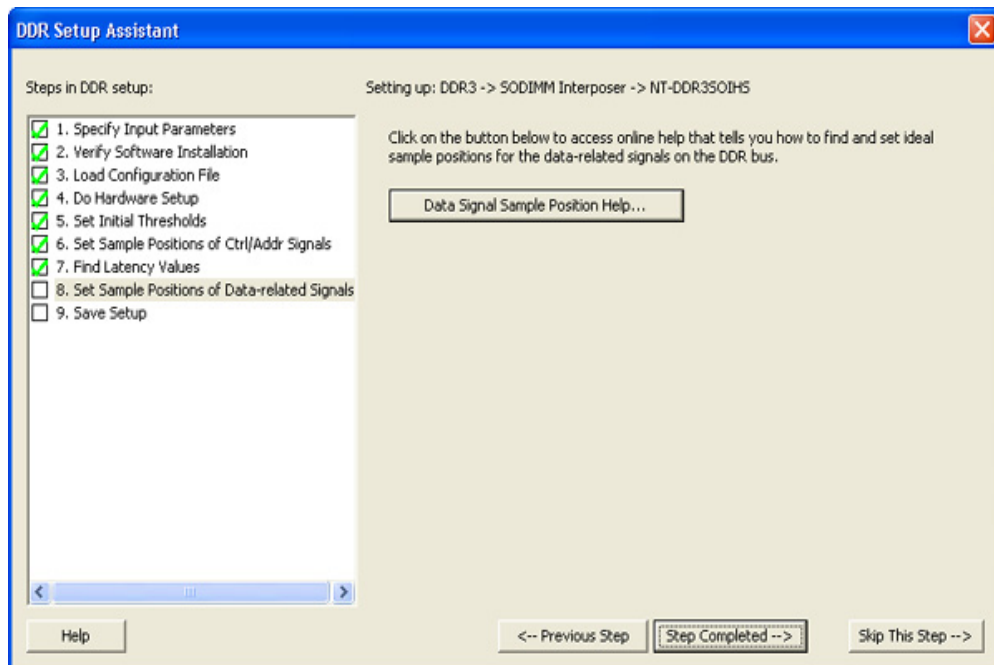 DDR Setup Assistant
Steps in DDR setup:
1. Specify Input Parameters
2. Verify Software Installation
3. Load Configuration File
4. Do Hardware Setup
5. Set Initial Thresholds
6. Set Sample Positions of Ctrl/Addr Signals
7. Find Latency Values
8. Set Sample Positions of Data-related Signals
9. Save Setup
Setting up: DDR3 -> SODIMM Interposer -> NT-DDR3SOIHS
Click on the button below to access online help that tells you how to find and set ideal
sample positions for the data-related signals on the DDR bus.
Data Signal Sample Position Help...
Help
<-- Previous Step
Step Completed -->
Skip This Step -->